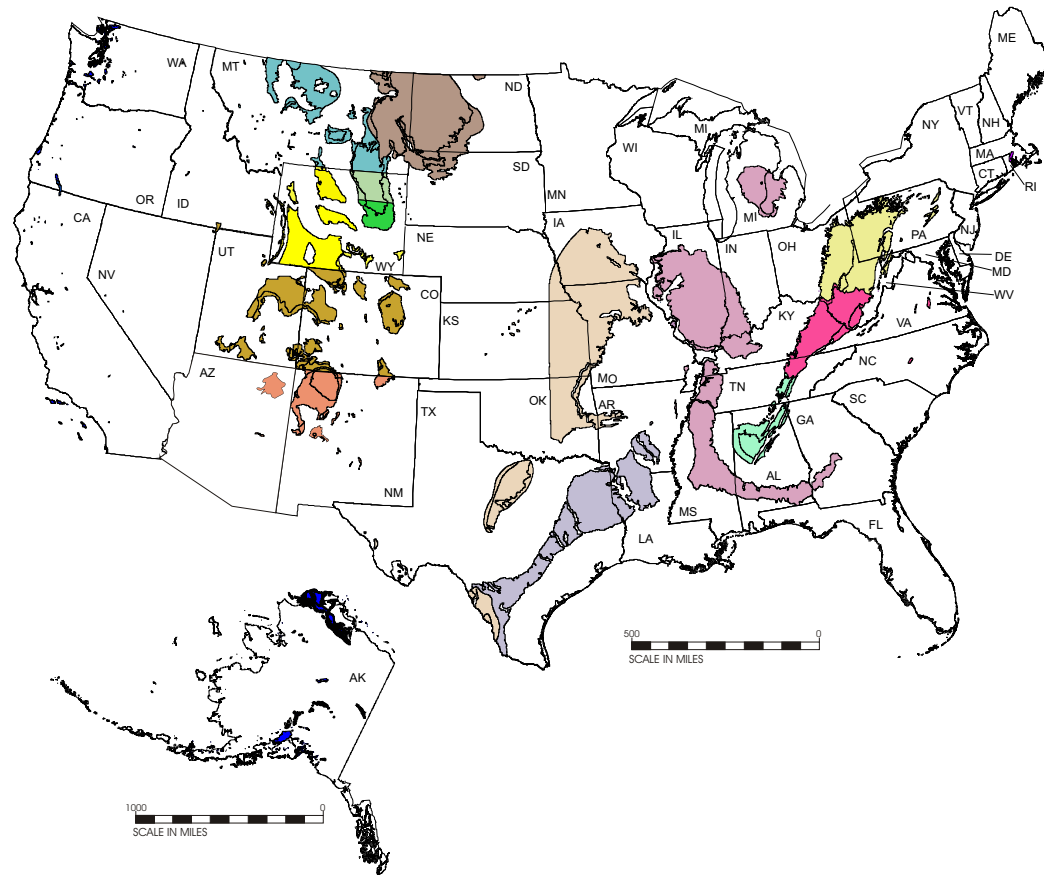 ME
WA
MT
ND
VT
NY
NH
MI
WI
MA
SD
CT
RI
OR
ID
MN
CA
IA
MI
NE
IL
IN
OH
PA
NJ
UT
NV
WY
DE
MD
CO
WV
KS
KY
VA
NC
AZ
MO
TN
OK
AR
SC
TX
GA
AL
NM
MS
FL
LA
500 0
SCALE IN MILES
AK
1000 0
SCALE IN MILES